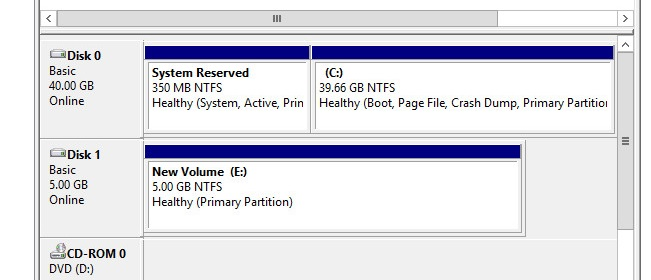 Disk 0
Basic
40.00 GB
Online
System Reserved
350 MB NTFS
Healthy (System, Active, Prin
(C:)
39.66 GB NTFS
Healthy (Boot, Page File, Crash Dump, Primary Partition
Disk 1
Basic
5.00 GB
Online
New Volume (E:)
5.00 GB NTFS
Healthy (Primary Partition)
CD-ROM 0
DVD (D:)